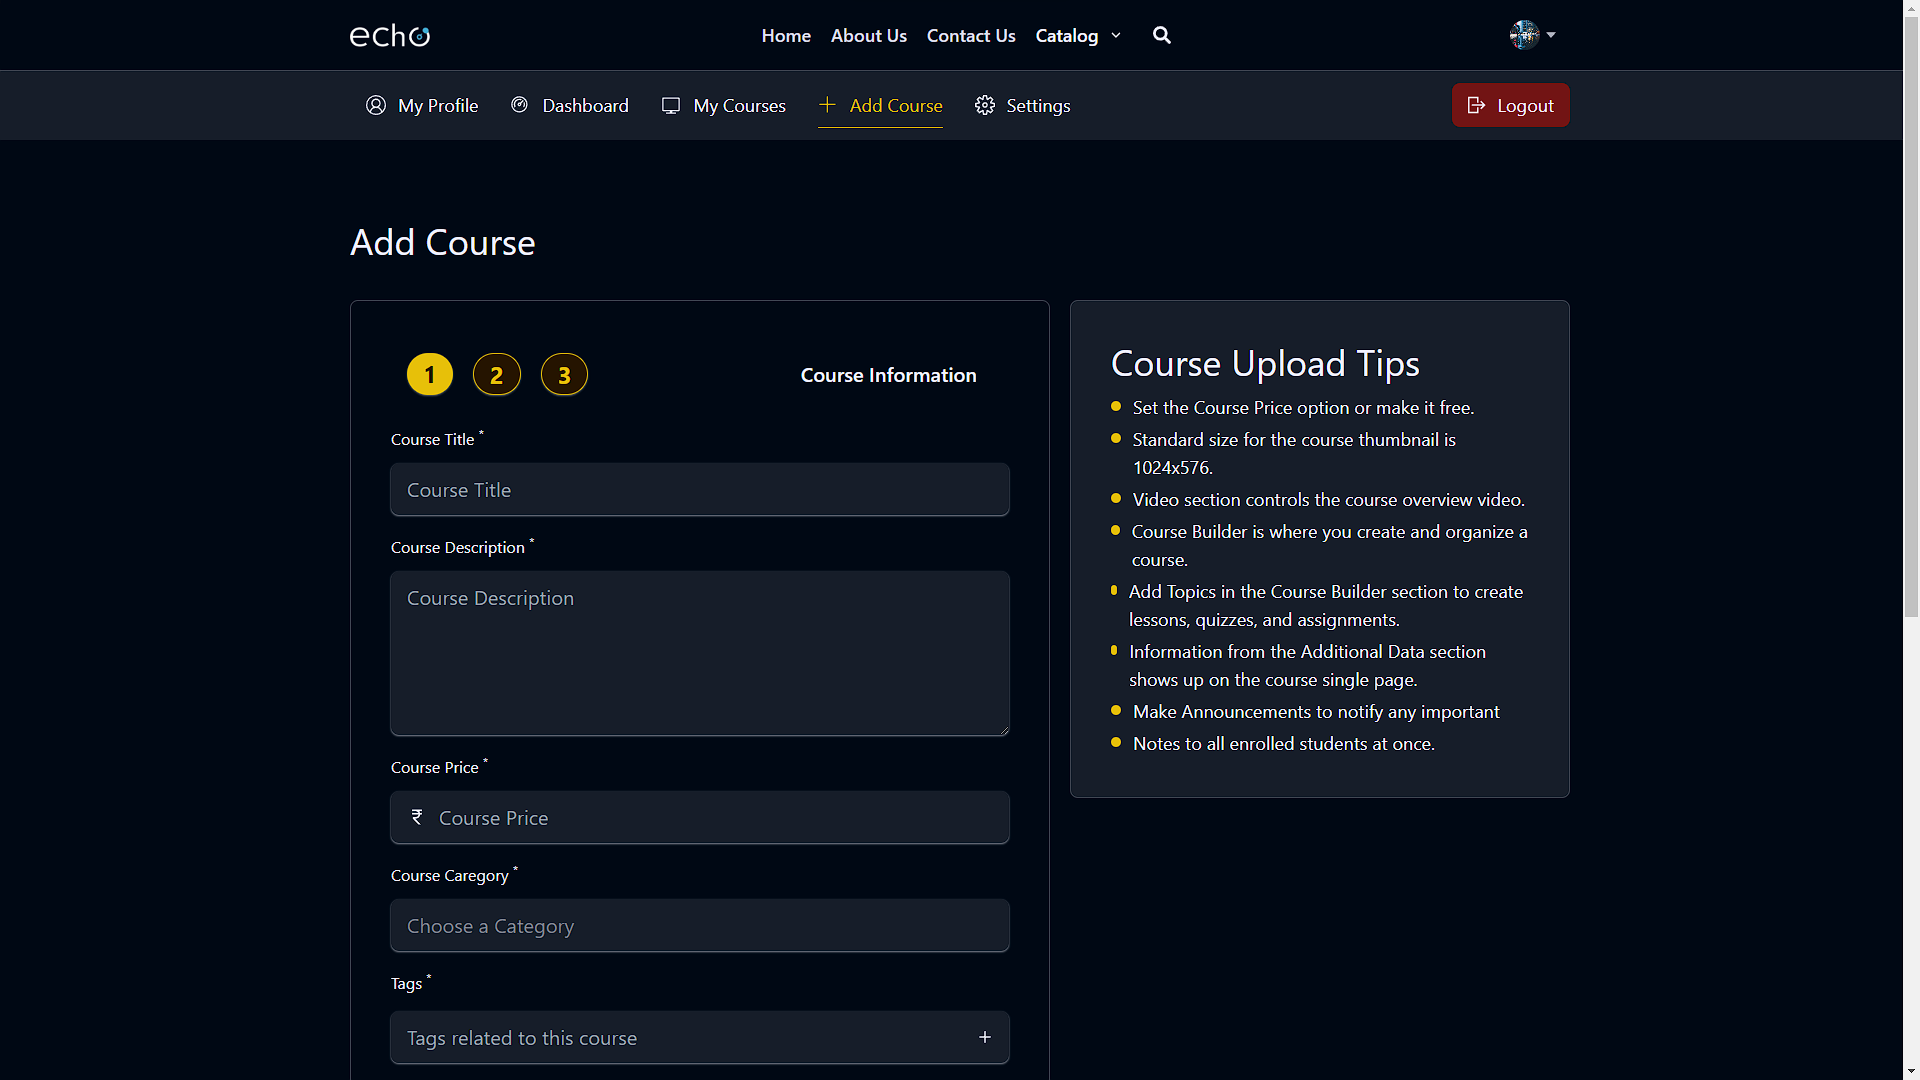 echo
Home About Us Contact Us Catalog
My Profile Dashboard My Courses Add Course Settings Logout
Add Course
1 2 3 Course Information
Course Title *
Course Title
Course Description *
Course Description
Course Price *
₹ Course Price
Course Caregory *
Choose a Category
Tags *
Tags related to this course +
Course Upload Tips
Set the Course Price option or make it free.
Standard size for the course thumbnail is
1024x576.
Video section controls the course overview video.
Course Builder is where you create and organize a
course.
Add Topics in the Course Builder section to create
lessons, quizzes, and assignments.
Information from the Additional Data section
shows up on the course single page.
Make Announcements to notify any important
Notes to all enrolled students at once.